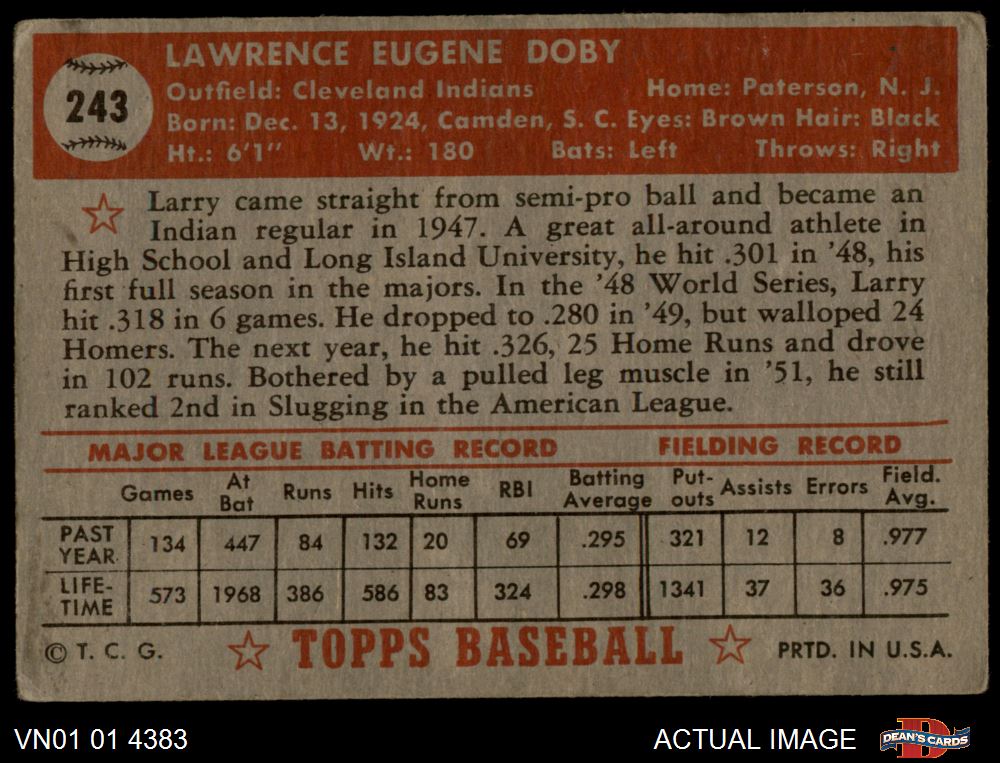 243
LAWRENCE EUGENE DOBY
Outfield: Cleveland Indians Home: Paterson, N. J.
Born: Dec. 13, 1924, Camden, S. C. Eyes: Brown Hair: Black
Ht.: 6'1" Wt.: 180 Bats: Left Throws: Right
Larry came straight from semi-pro ball and became an
Indian regular in 1947. A great all-around athlete in
High School and Long Island University, he hit .301 in '48, his
first full season in the majors. In the '48 World Series, Larry
hit .318 in 6 games. He dropped to .280 in '49, but walloped 24
Homers. The next year, he hit .326, 25 Home Runs and drove
in 102 runs. Bothered by a pulled leg muscle in '51, he still
ranked 2nd in Slugging in the American League.
MAJOR LEAGUE BATTING RECORD FIELDING RECORD
Games At Bat Runs Hits Home Runs RBI Batting Average Put-outs Assists Errors Field. Avg.
PAST YEAR 134 447 84 132 20 69 .295 321 12 8 .977
LIFE-TIME 573 1968 386 586 83 324 .298 1341 37 36 .975
© T. C. G. TOPPS BASEBALL PRTD. IN U.S.A.
VN01 01 4383 ACTUAL IMAGE D DEAN'S CARDS